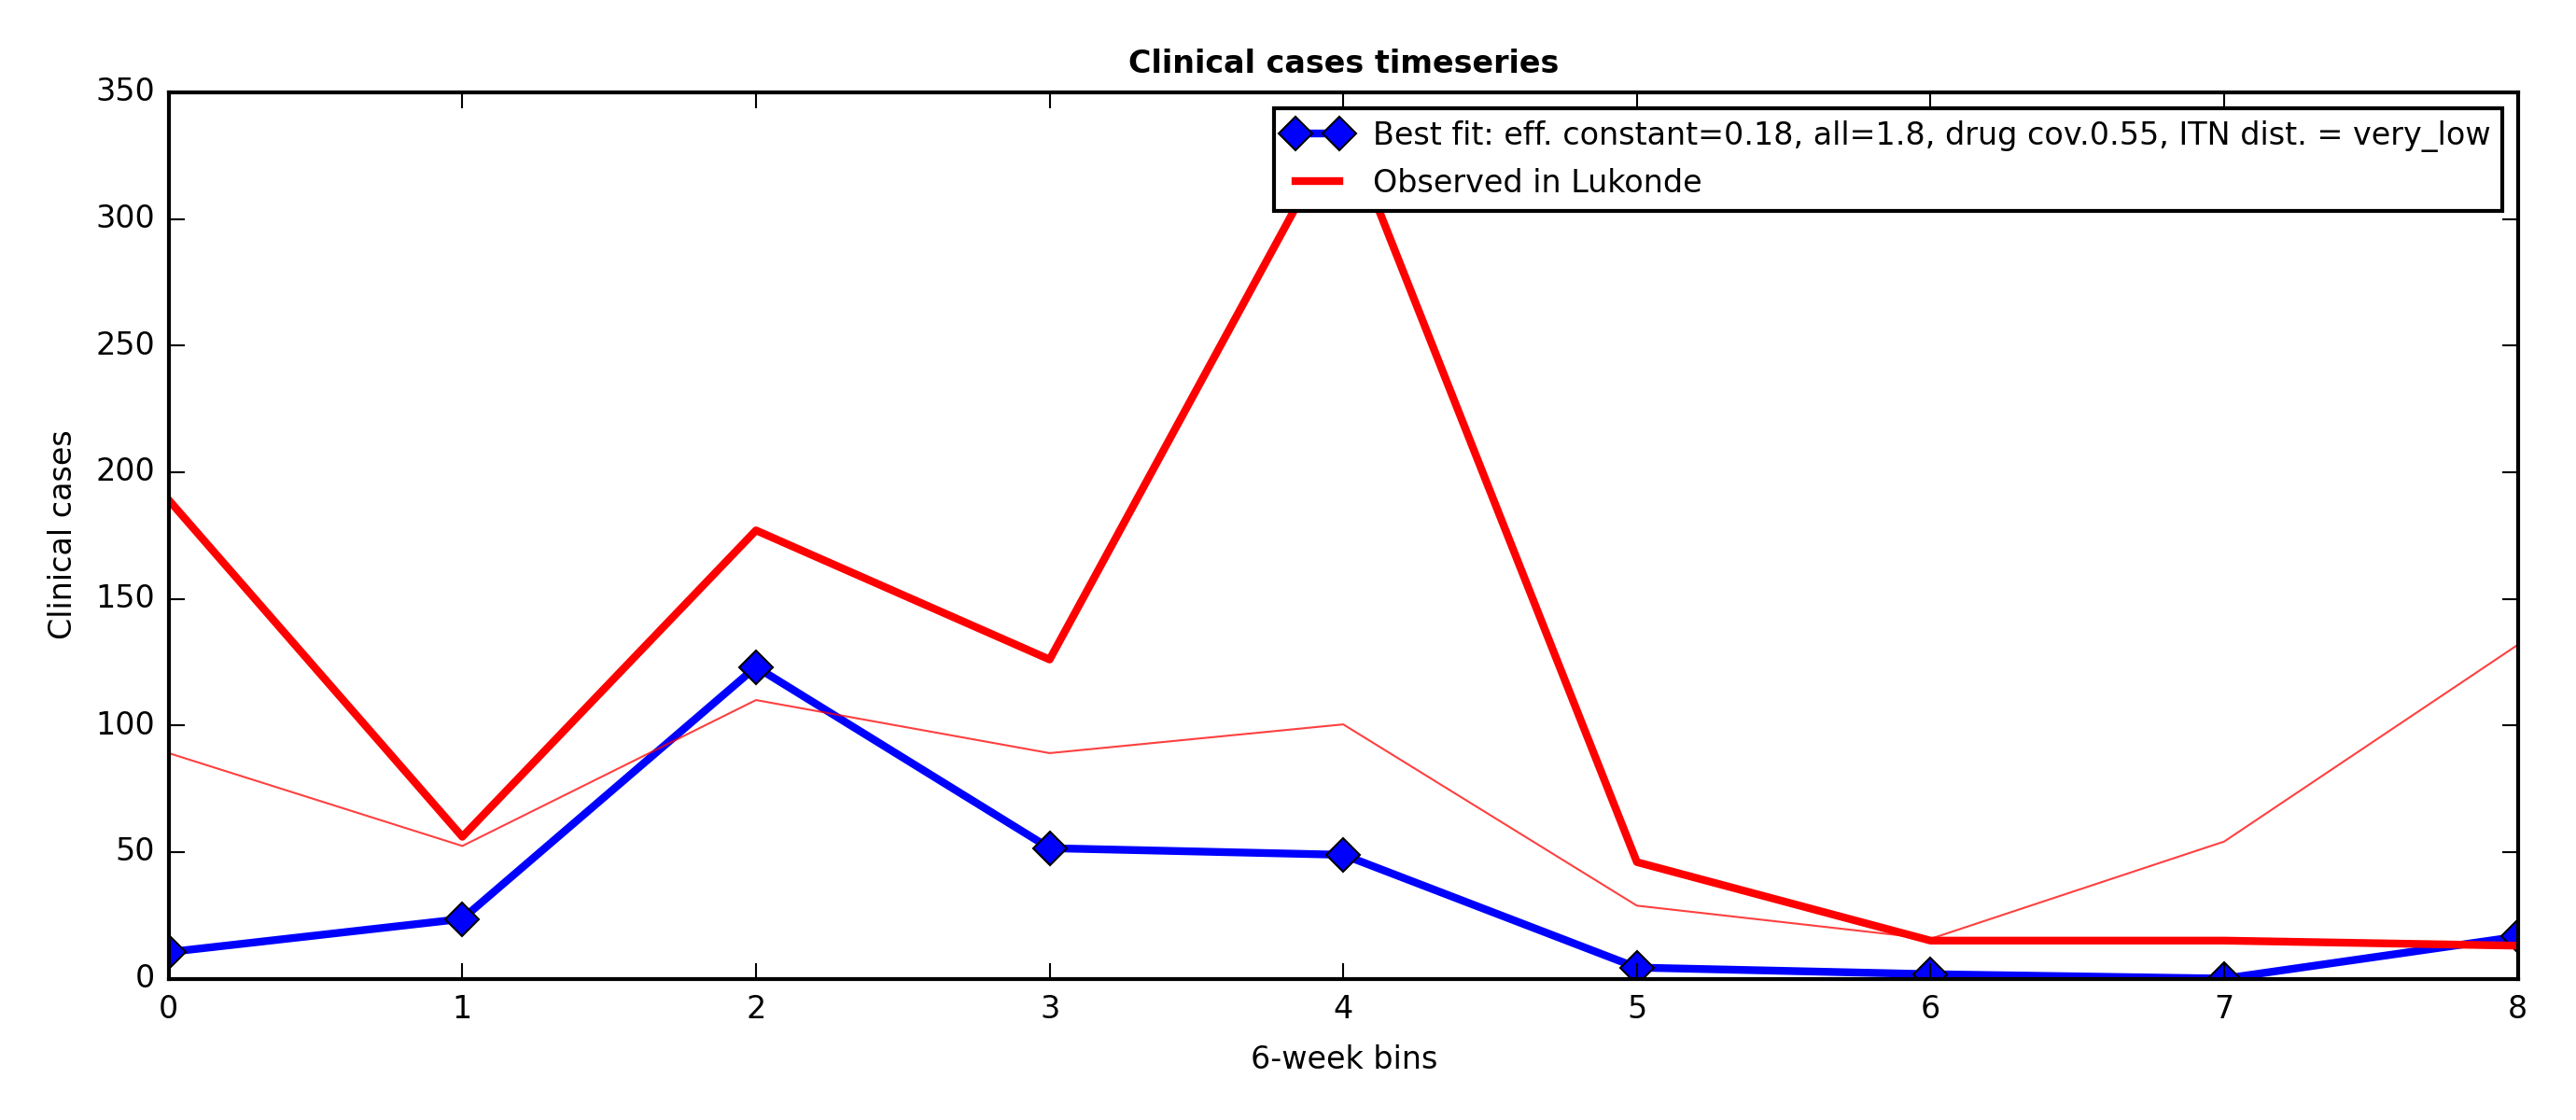 Clinical cases timeseries
350
300
250
200
150
100
50
0
Clinical cases
Best fit: eff. constant=0.18, all=1.8, drug cov.0.55, ITN dist. = very_low
Observed in Lukonde
0 1 2 3 4 5 6 7 8
6-week bins